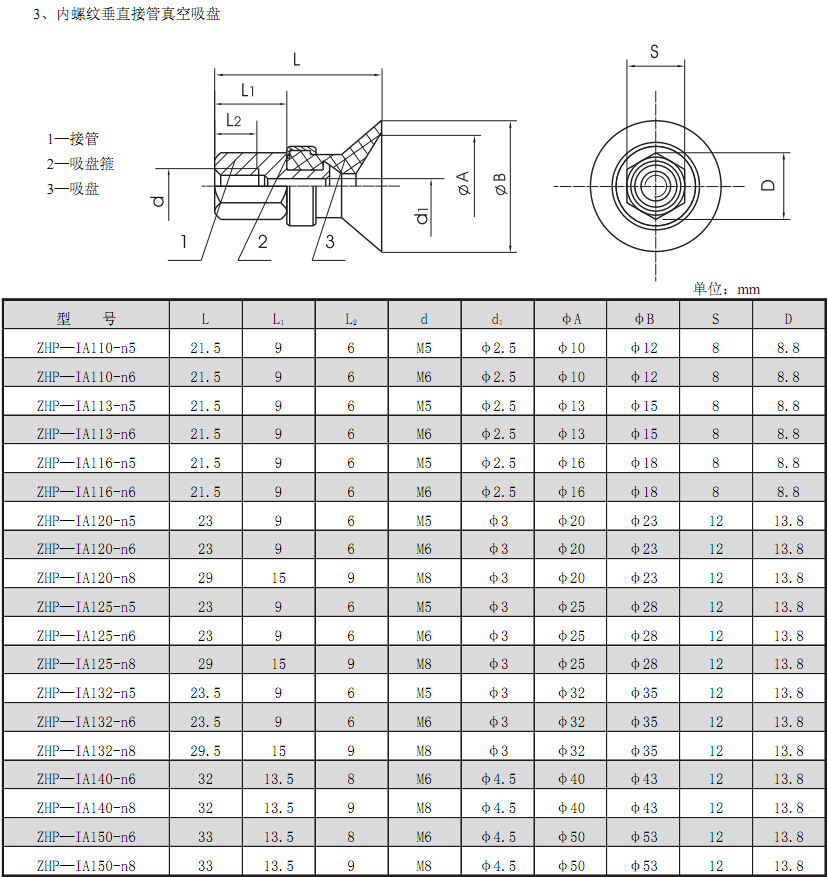 3、内螺纹垂直接管真空吸盘
L
L1
L2
1—接管
2—吸盘箍
3—吸盘
d
d1
φA
φB
1
2
3
S
D
单位：mm
型 号 L L₁ L₂ d d₁ φA φB S D
ZHP—IA110-n5 21.5 9 6 M5 φ2.5 φ10 φ12 8 8.8
ZHP—IA110-n6 21.5 9 6 M6 φ2.5 φ10 φ12 8 8.8
ZHP—IA113-n5 21.5 9 6 M5 φ2.5 φ13 φ15 8 8.8
ZHP—IA113-n6 21.5 9 6 M6 φ2.5 φ13 φ15 8 8.8
ZHP—IA116-n5 21.5 9 6 M5 φ2.5 φ16 φ18 8 8.8
ZHP—IA116-n6 21.5 9 6 M6 φ2.5 φ16 φ18 8 8.8
ZHP—IA120-n5 23 9 6 M5 φ3 φ20 φ23 12 13.8
ZHP—IA120-n6 23 9 6 M6 φ3 φ20 φ23 12 13.8
ZHP—IA120-n8 29 15 9 M8 φ3 φ20 φ23 12 13.8
ZHP—IA125-n5 23 9 6 M5 φ3 φ25 φ28 12 13.8
ZHP—IA125-n6 23 9 6 M6 φ3 φ25 φ28 12 13.8
ZHP—IA125-n8 29 15 9 M8 φ3 φ25 φ28 12 13.8
ZHP—IA132-n5 23.5 9 6 M5 φ3 φ32 φ35 12 13.8
ZHP—IA132-n6 23.5 9 6 M6 φ3 φ32 φ35 12 13.8
ZHP—IA132-n8 29.5 15 9 M8 φ3 φ32 φ35 12 13.8
ZHP—IA140-n6 32 13.5 8 M6 φ4.5 φ40 φ43 12 13.8
ZHP—IA140-n8 32 13.5 9 M8 φ4.5 φ40 φ43 12 13.8
ZHP—IA150-n6 33 13.5 8 M6 φ4.5 φ50 φ53 12 13.8
ZHP—IA150-n8 33 13.5 9 M8 φ4.5 φ50 φ53 12 13.8